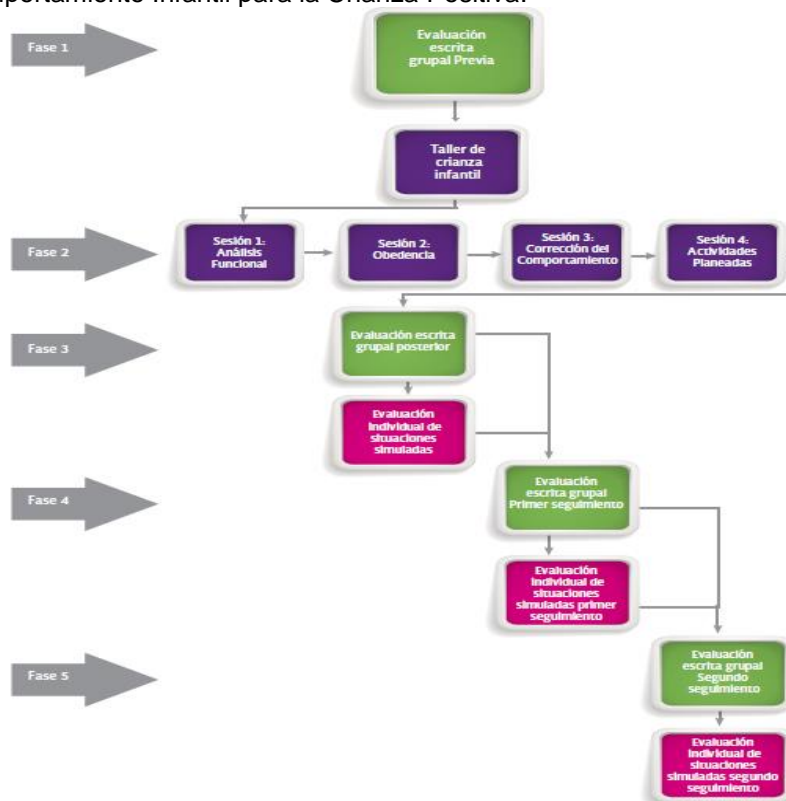 portamiento Infantil para la Crianza Positiva.
Fase 1
Evaluación
escrita
grupal Previa
Taller de
crianza
infantil
Fase 2
Sesión 1:
Análisis
Funcional
Sesión 2:
Obedencia
Sesión 3:
Corrección del
Comportamiento
Sesión 4:
Actividades
Planeadas
Fase 3
Evaluación escrita
grupal posterior
Evaluación
individual de
situaciones
simuladas
Fase 4
Evaluación
escrita grupal
Primer seguimiento
Evaluación
individual de
situaciones
simuladas primer
seguimiento
Fase 5
Evaluación
escrita grupal
Segundo
seguimiento
Evaluación
individual de
situaciones
simuladas segundo
seguimiento